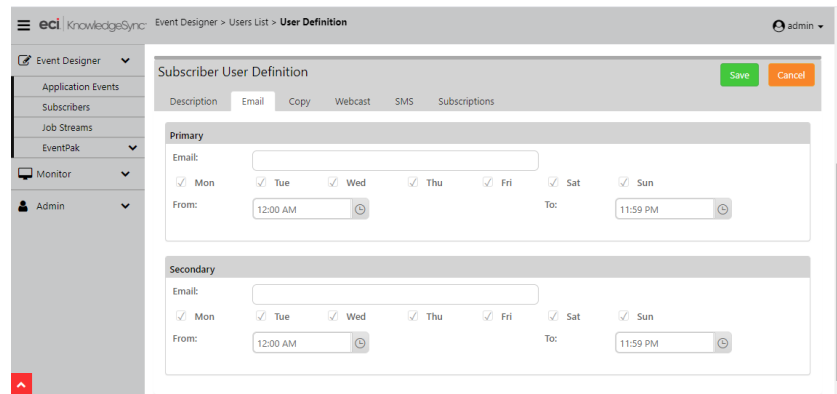 eci KnowledgeSync
Event Designer > Users List > User Definition
admin
Event Designer
Application Events
Subscribers
Job Streams
EventPak
Monitor
Admin
Subscriber User Definition
Save Cancel
Description Email Copy Webcast SMS Subscriptions
Primary
Email:
Mon Tue Wed Thu Fri Sat Sun
From: 12:00 AM To: 11:59 PM
Secondary
Email:
Mon Tue Wed Thu Fri Sat Sun
From: 12:00 AM To: 11:59 PM